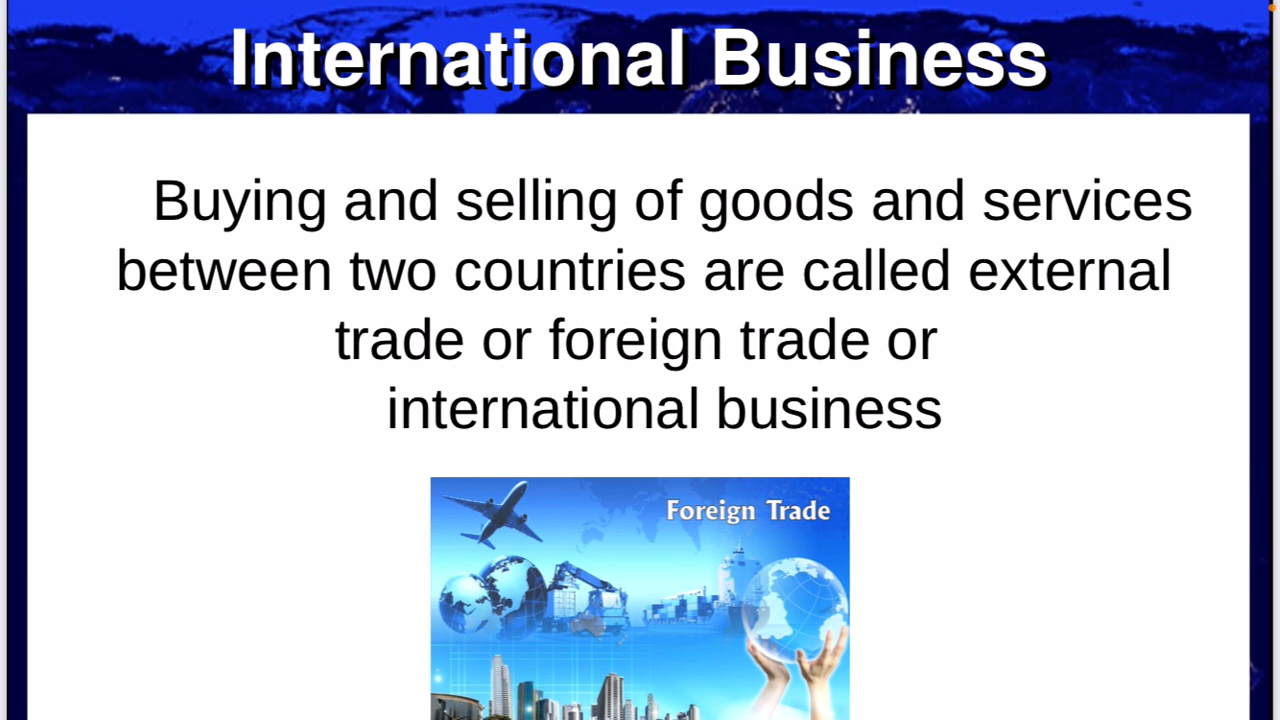 International Business
Buying and selling of goods and services
between two countries are called external
trade or foreign trade or
international business
Foreign Trade